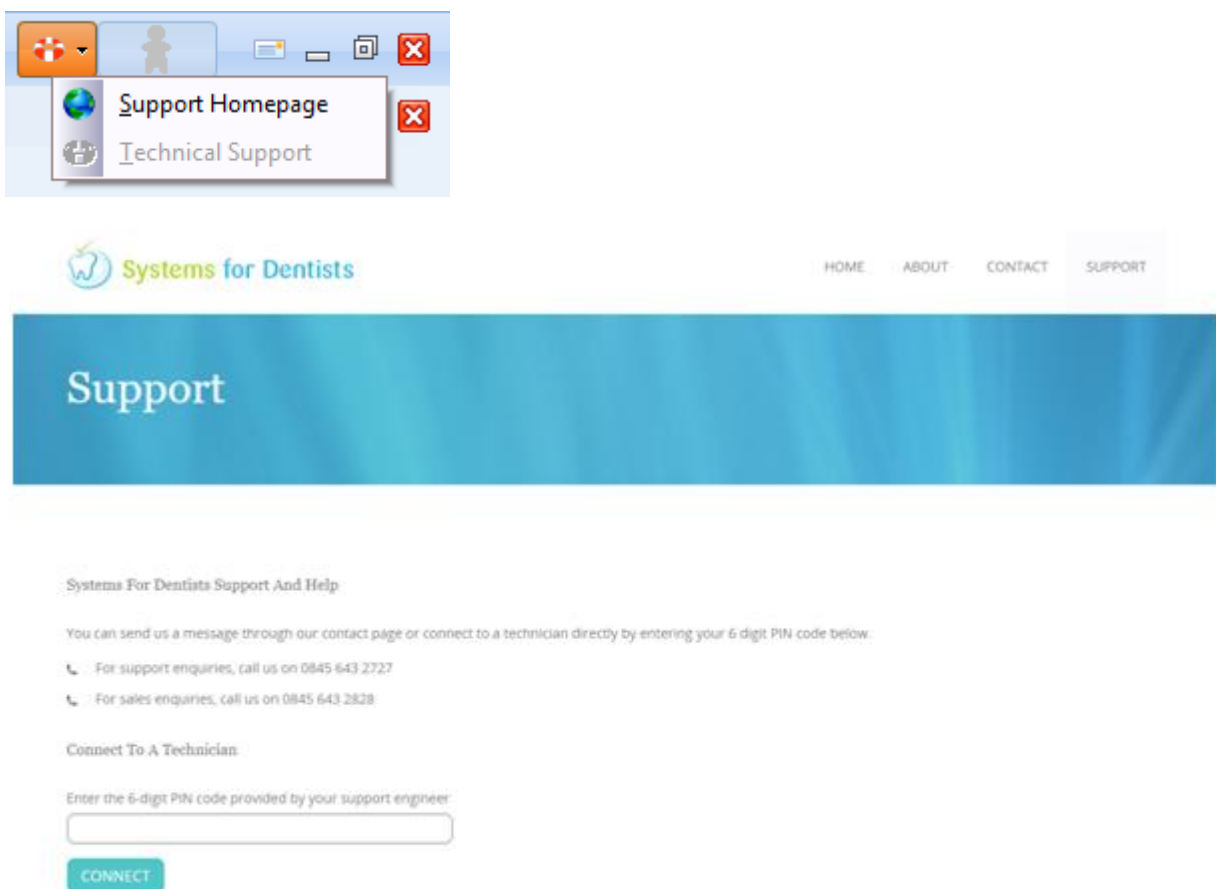 Support Homepage
Technical Support
Systems for Dentists
HOME ABOUT CONTACT SUPPORT
Support
Systems For Dentists Support And Help
You can send us a message through our contact page or connect to a technician directly by entering your 6 digit PIN code below.
For support enquiries, call us on 0845 643 2727
For sales enquiries, call us on 0845 643 2828
Connect To A Technician
Enter the 6-digit PIN code provided by your support engineer
CONNECT